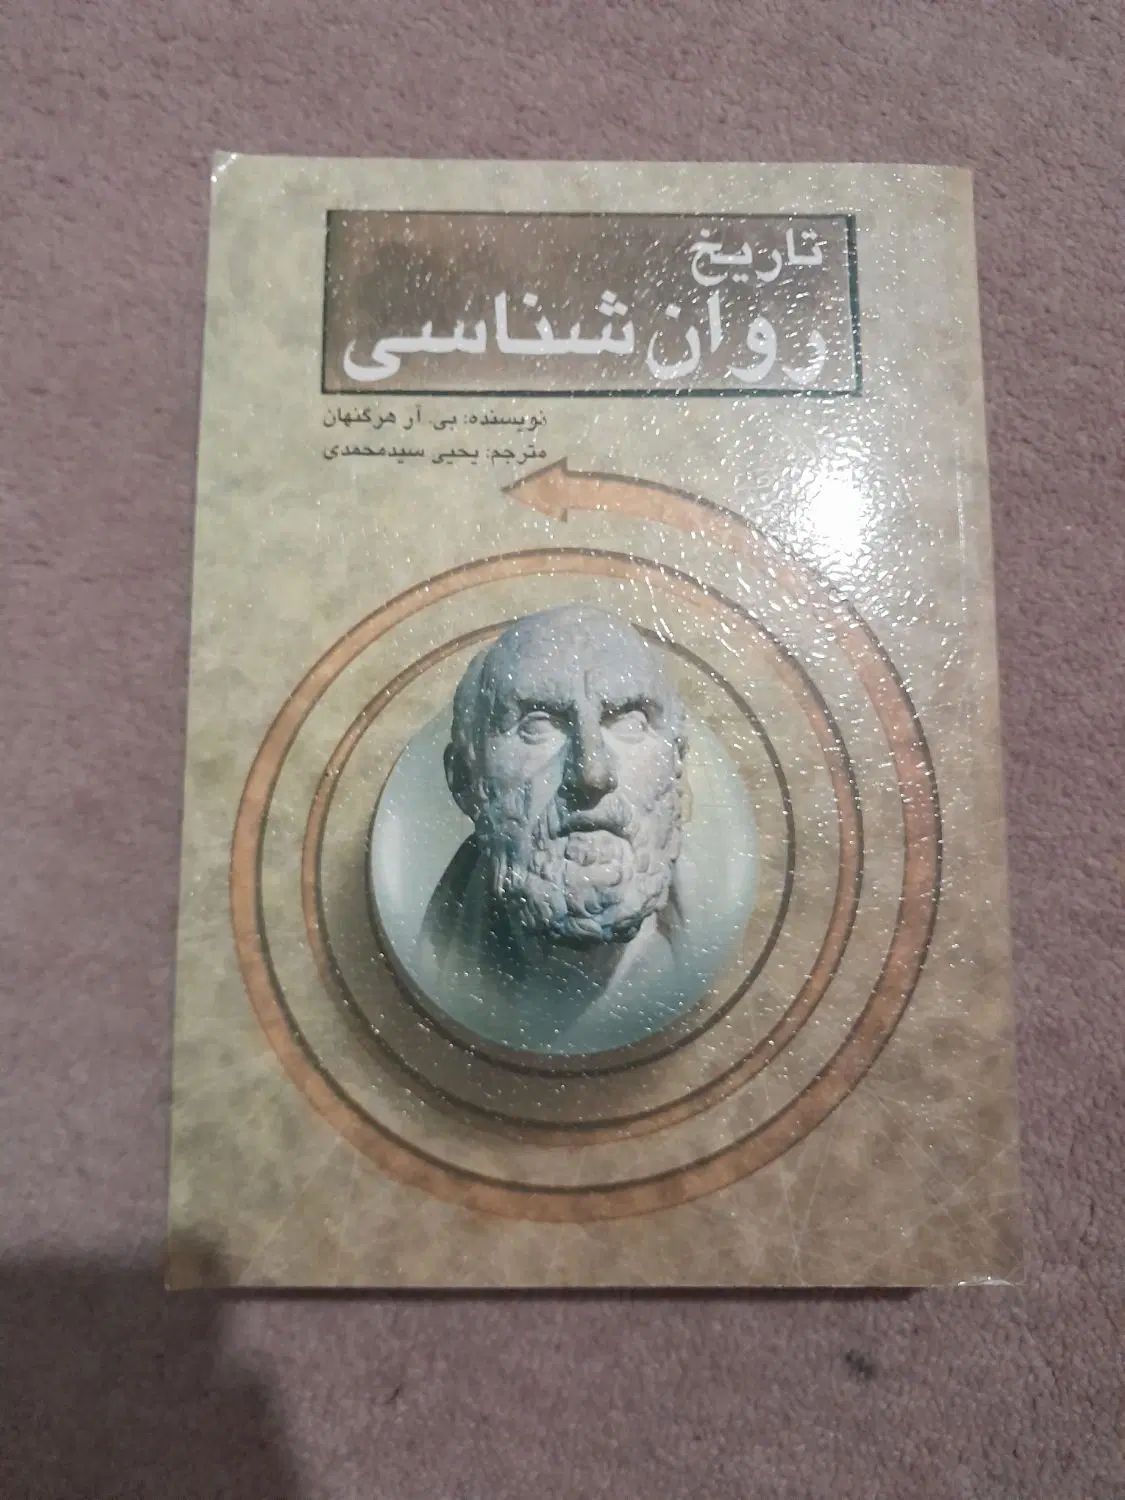 تاریخ
روان‌شناسی
نویسنده: بی. آر هرگنهان
مترجم: یحیی سیدمحمدی